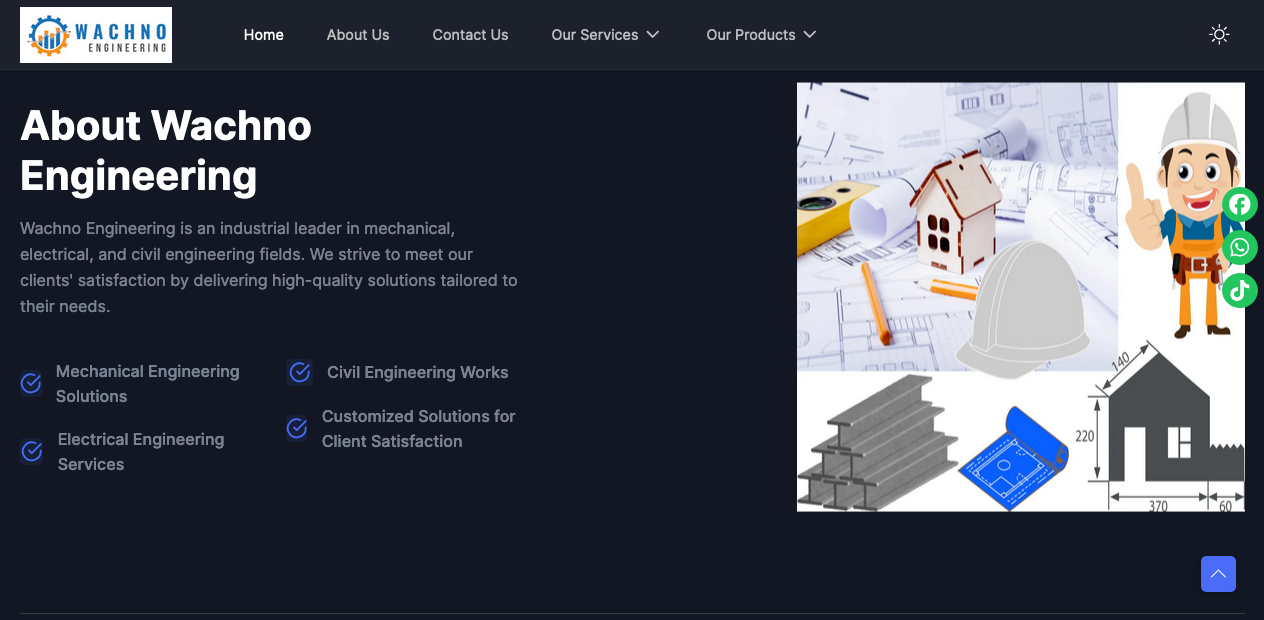 WACHNO
ENGINEERING
Home
About Us
Contact Us
Our Services
Our Products
About Wachno
Engineering
Wachno Engineering is an industrial leader in mechanical,
electrical, and civil engineering fields. We strive to meet our
clients' satisfaction by delivering high-quality solutions tailored to
their needs.
Mechanical Engineering
Solutions
Electrical Engineering
Services
Civil Engineering Works
Customized Solutions for
Client Satisfaction
140
220
370
60